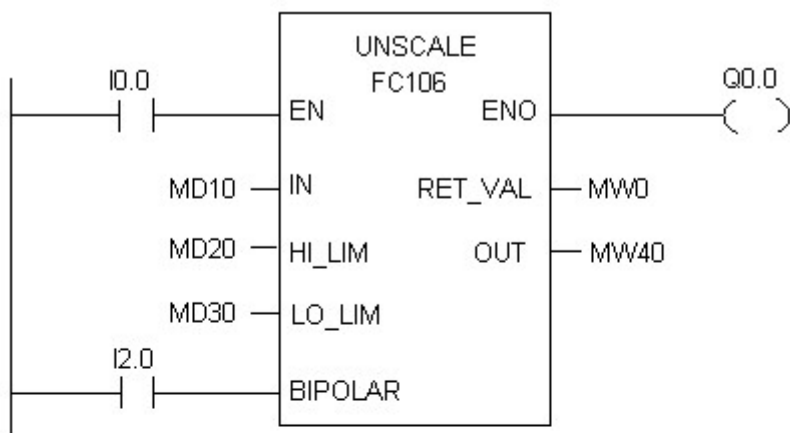 UNSCALE
FC106
I0.0
Q0.0
EN
ENO
MD10
IN
RET_VAL
MW0
MD20
HI_LIM
OUT
MW40
MD30
LO_LIM
I2.0
BIPOLAR